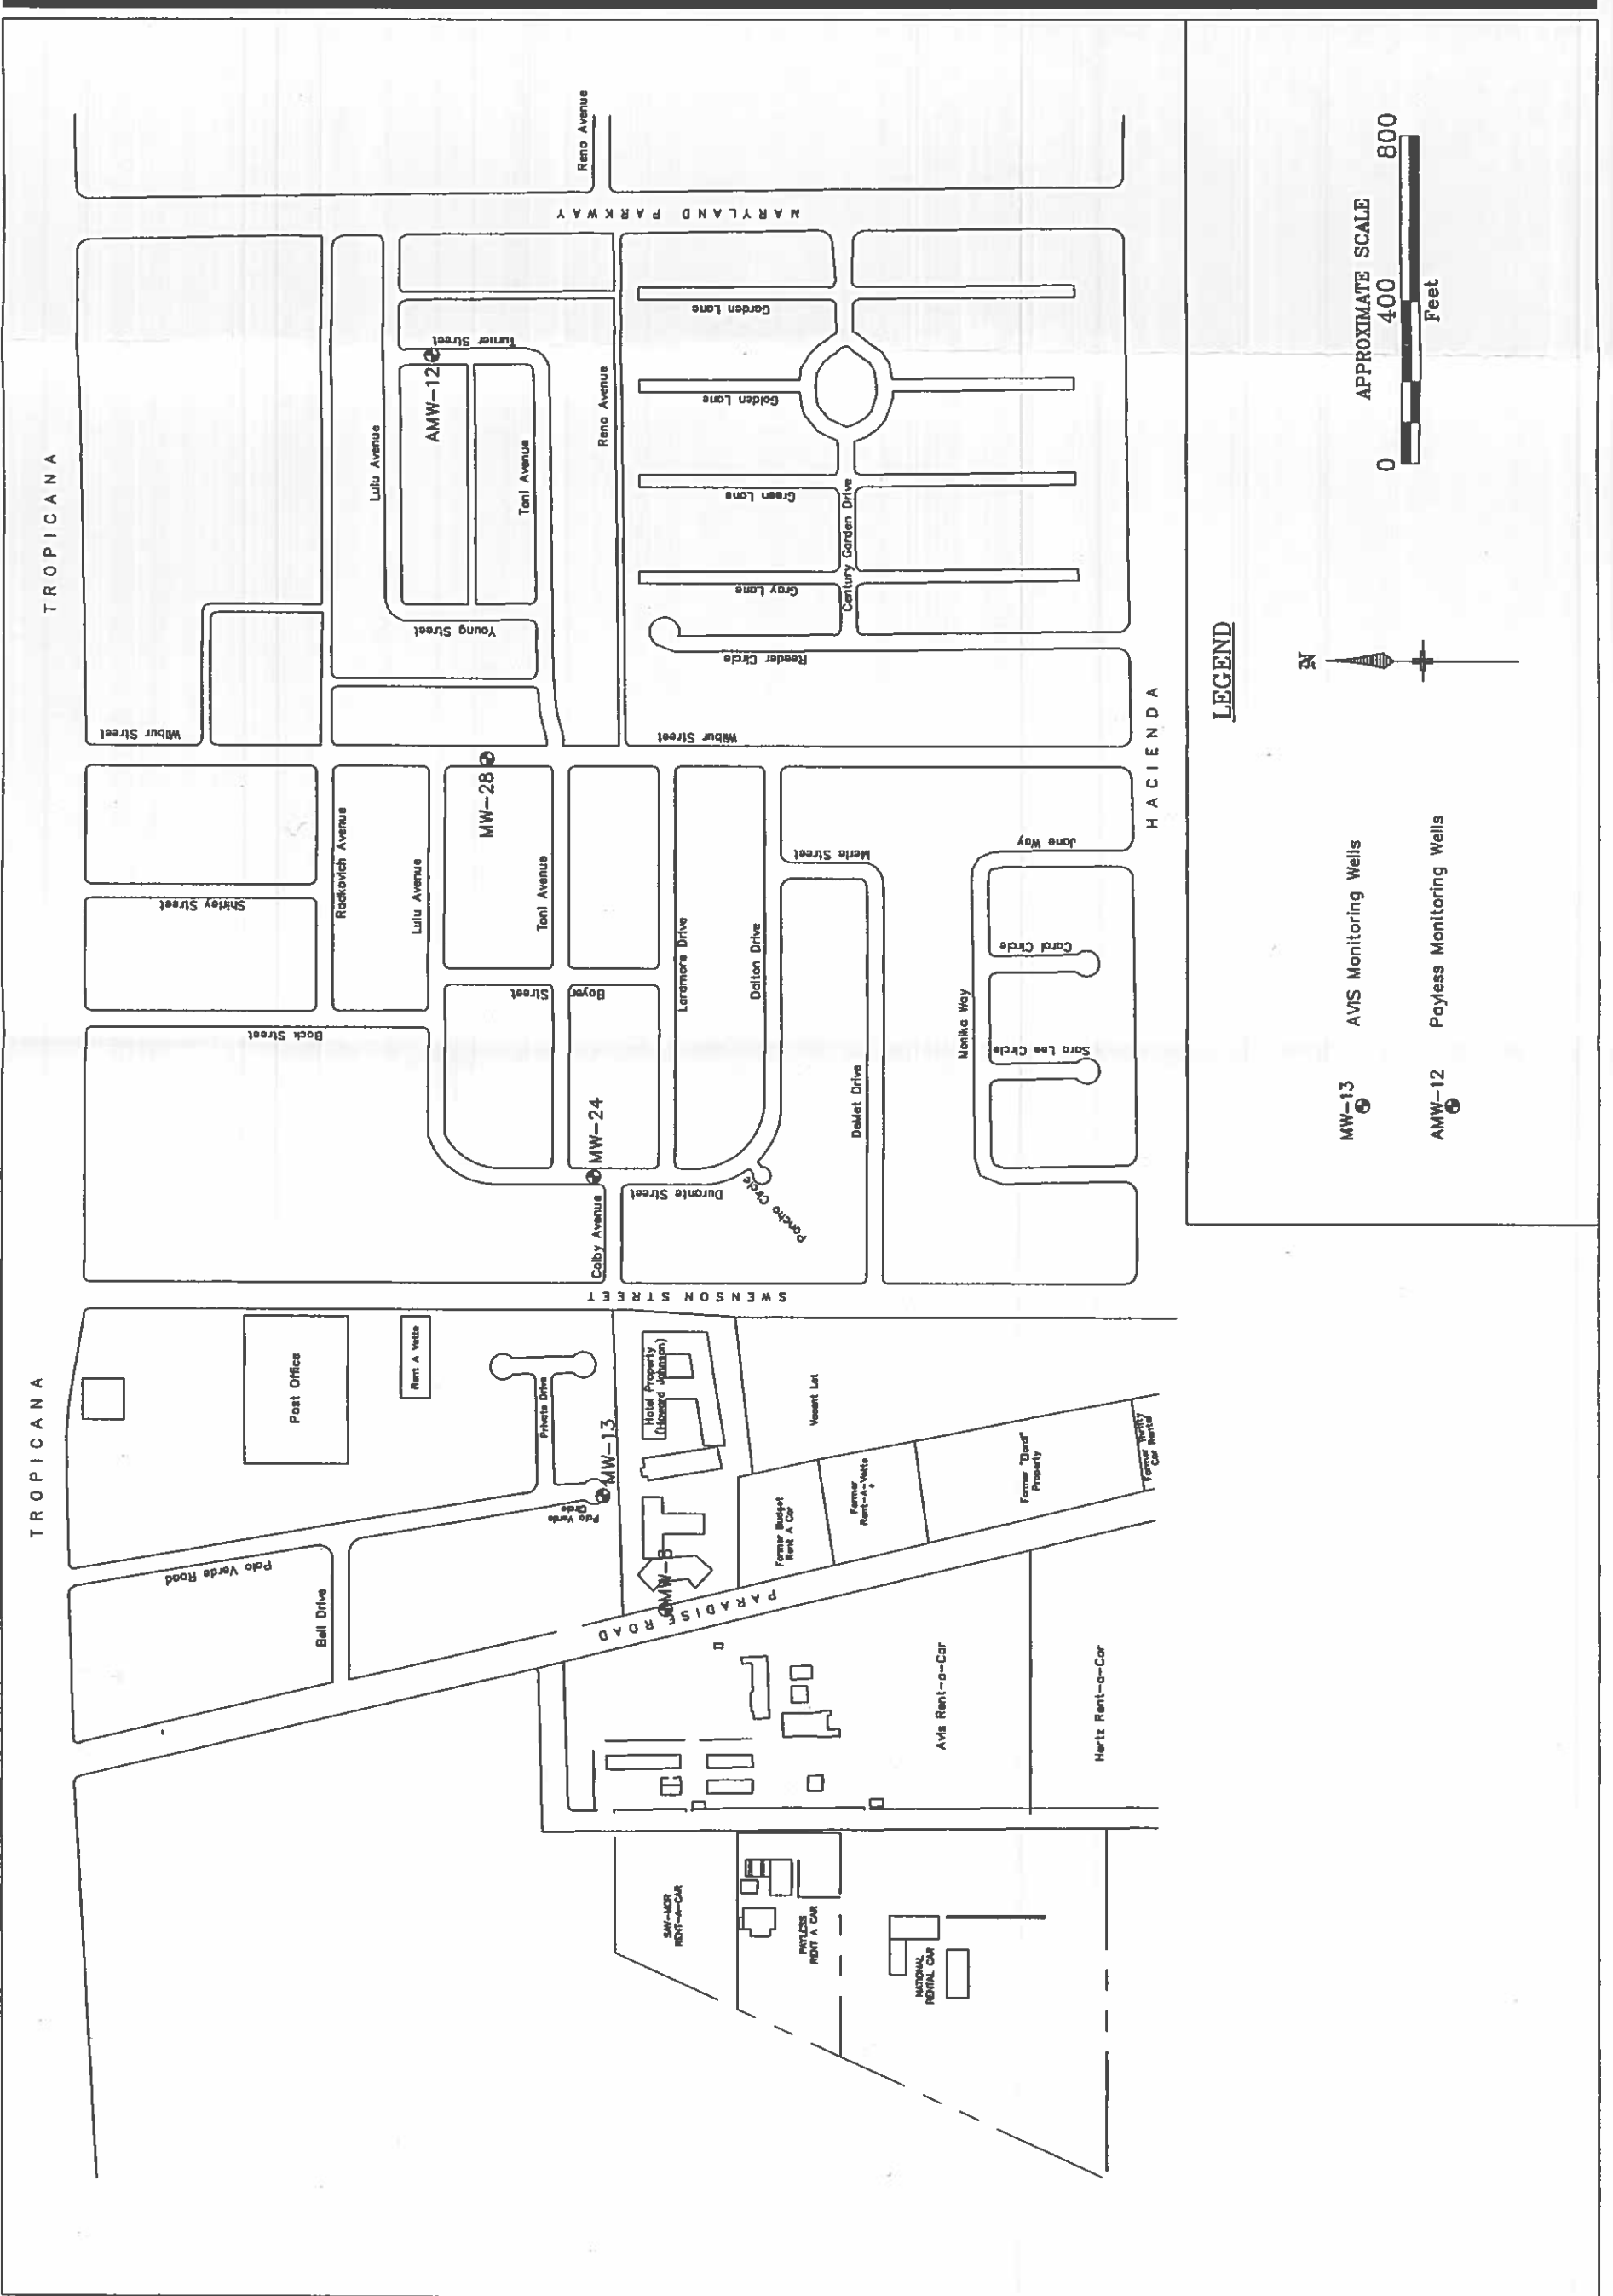 TROPICANA
TROPICANA
Palo Verde Road
Bell Drive
Post Office
Rent A Vette
Private Drive
Palo Verde
Circle
MW-13
Hotel Property
(Howard Johnson)
PARADISE ROAD
Former Budget
Rent A Car
Former
Rent-A-Vette
Vacant Lot
Property
Car Rental
Avis Rent-a-Car
Hertz Rent-a-Car
SAV-MOR
RENT-A-CAR
PAYLESS
RENT A CAR
NATIONAL
RENTAL CAR
SWENSON STREET
Bock Street
Shirley Street
Wilbur Street
Radkovich Avenue
Lulu Avenue
Lulu Avenue
Young Street
Turner Street
AMW-12
MW-28
Toni Avenue
Toni Avenue
Boyer
Street
MW-24
Colby Avenue
Durante Street
Laramore Drive
Dalton Drive
Pancho Circle
DeMet Drive
Merle Street
Monika Way
Jane Way
Carol Circle
Sara Lee Circle
Wilbur Street
Reno Avenue
Reno Avenue
MARYLAND PARKWAY
Reeder Circle
Gray Lane
Green Lane
Golden Lane
Garden Lane
Century Garden Drive
HACIENDA
LEGEND
MW-13
AVIS Monitoring Wells
AMW-12
Payless Monitoring Wells
N
APPROXIMATE SCALE
0 400 800
Feet